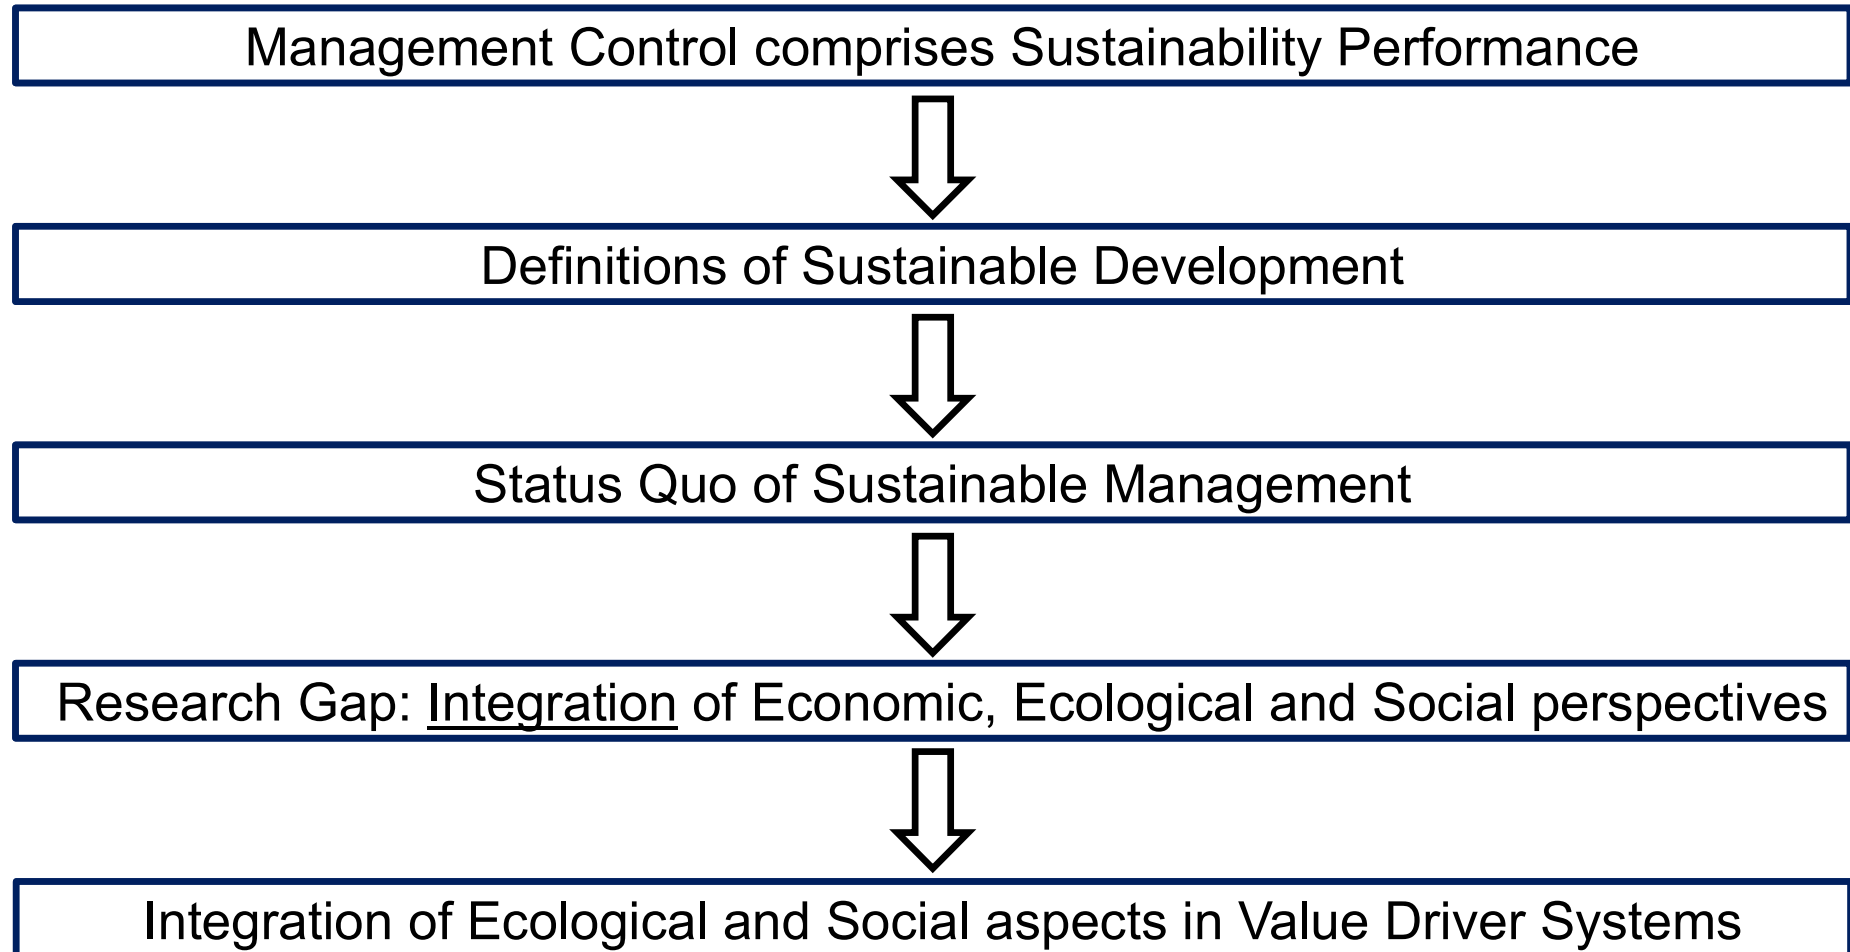 Management Control comprises Sustainability Performance
Definitions of Sustainable Development
Status Quo of Sustainable Management
Research Gap: Integration of Economic, Ecological and Social perspectives
Integration of Ecological and Social aspects in Value Driver Systems